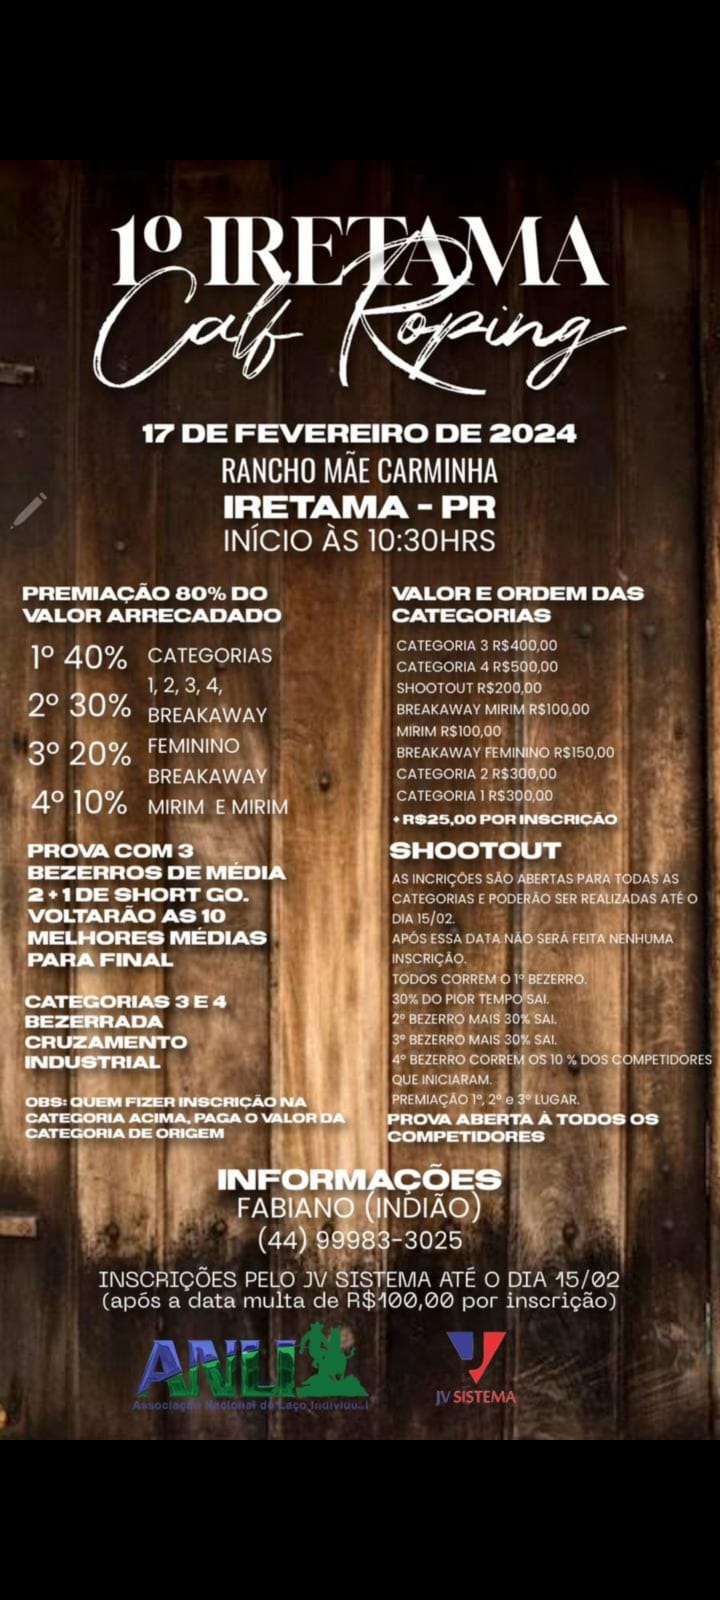 1º IRETAMA
Calf Roping
17 DE FEVEREIRO DE 2024
RANCHO MÃE CARMINHA
IRETAMA - PR
INÍCIO ÀS 10:30HRS
PREMIAÇÃO 80% DO
VALOR ARRECADADO
1º 40%
2º 30%
3º 20%
4º 10%
CATEGORIAS
1, 2, 3, 4,
BREAKAWAY
FEMININO
BREAKAWAY
MIRIM E MIRIM
PROVA COM 3
BEZERROS DE MÉDIA
2 + 1 DE SHORT GO.
VOLTARÃO AS 10
MELHORES MÉDIAS
PARA FINAL
CATEGORIAS 3 E 4
BEZERRADA
CRUZAMENTO
INDUSTRIAL
OBS: QUEM FIZER INSCRIÇÃO NA
CATEGORIA ACIMA, PAGA O VALOR DA
CATEGORIA DE ORIGEM
VALOR E ORDEM DAS
CATEGORIAS
CATEGORIA 3 R$400,00
CATEGORIA 4 R$500,00
SHOOTOUT R$200,00
BREAKAWAY MIRIM R$100,00
MIRIM R$100,00
BREAKAWAY FEMININO R$150,00
CATEGORIA 2 R$300,00
CATEGORIA 1 R$300,00
+ R$25,00 POR INSCRIÇÃO
SHOOTOUT
AS INCRIÇÕES SÃO ABERTAS PARA TODAS AS
CATEGORIAS E PODERÃO SER REALIZADAS ATÉ O
DIA 15/02.
APÓS ESSA DATA NÃO SERÁ FEITA NENHUMA
INSCRIÇÃO.
TODOS CORREM O 1º BEZERRO.
30% DO PIOR TEMPO SAI.
2º BEZERRO MAIS 30% SAI.
3º BEZERRO MAIS 30% SAI.
4º BEZERRO CORREM OS 10 % DOS COMPETIDORES
QUE INICIARAM.
PREMIAÇÃO 1º, 2º e 3º LUGAR.
PROVA ABERTA À TODOS OS
COMPETIDORES
INFORMAÇÕES
FABIANO (INDIÃO)
(44) 99983-3025
INSCRIÇÕES PELO JV SISTEMA ATÉ O DIA 15/02
(após a data multa de R$100,00 por inscrição)
ANLI
Associação Nacional do Laço Individual
JV SISTEMA